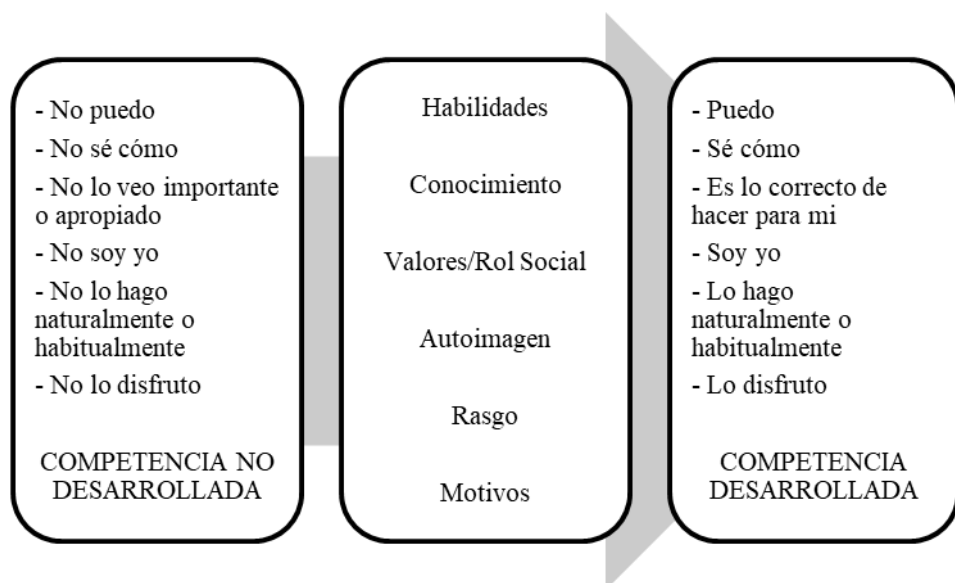 - No puedo
- No sé cómo
- No lo veo importante
o apropiado
- No soy yo
- No lo hago
naturalmente o
habitualmente
- No lo disfruto
COMPETENCIA NO
DESARROLLADA
Habilidades
Conocimiento
Valores/Rol Social
Autoimagen
Rasgo
Motivos
- Puedo
- Sé cómo
- Es lo correcto de
hacer para mi
- Soy yo
- Lo hago
naturalmente o
habitualmente
- Lo disfruto
COMPETENCIA
DESARROLLADA